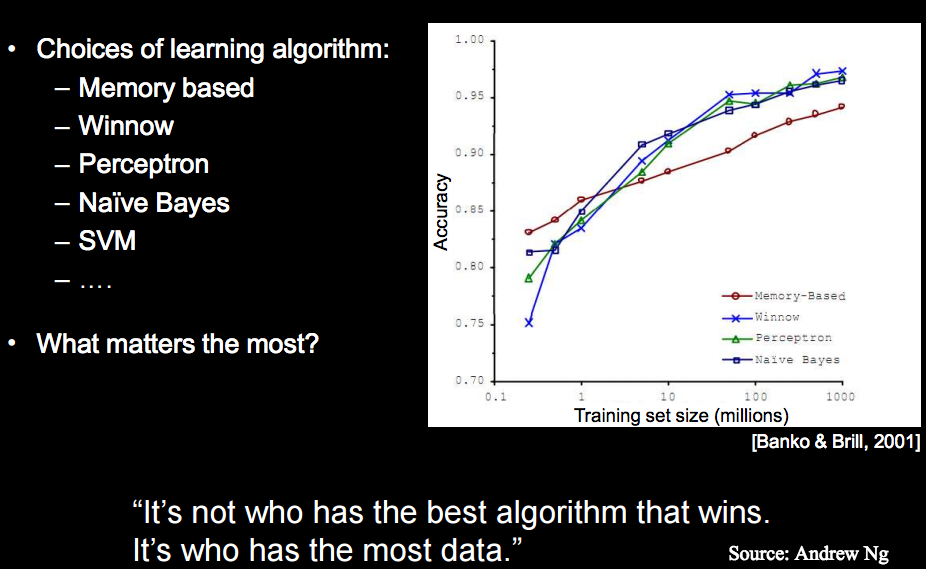 • Choices of learning algorithm:
– Memory based
– Winnow
– Perceptron
– Naïve Bayes
– SVM
– ....
• What matters the most?
1.00
0.95
0.90
0.85
0.80
0.75
0.70
Accuracy
Memory-Based
Winnow
Perceptron
Naïve Bayes
0.1 1 10 100 1000
Training set size (millions)
[Banko & Brill, 2001]
“It’s not who has the best algorithm that wins.
It’s who has the most data.”
Source: Andrew Ng